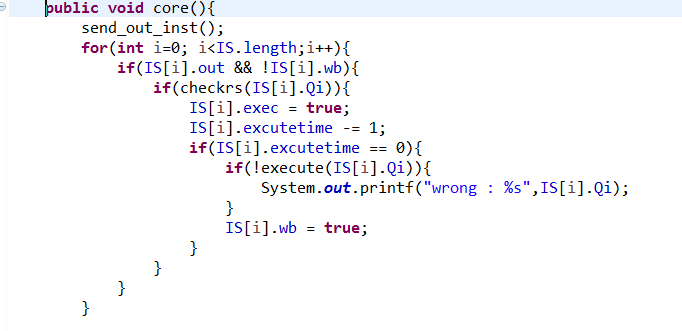 public void core(){
    send_out_inst();
    for(int i=0; i<IS.length;i++){
        if(IS[i].out && !IS[i].wb){
            if(checkrs(IS[i].Qi)){
                IS[i].exec = true;
                IS[i].excutetime -= 1;
                if(IS[i].excutetime == 0){
                    if(!execute(IS[i].Qi)){
                        System.out.printf("wrong : %s",IS[i].Qi);
                    }
                    IS[i].wb = true;
                }
            }
        }
    }